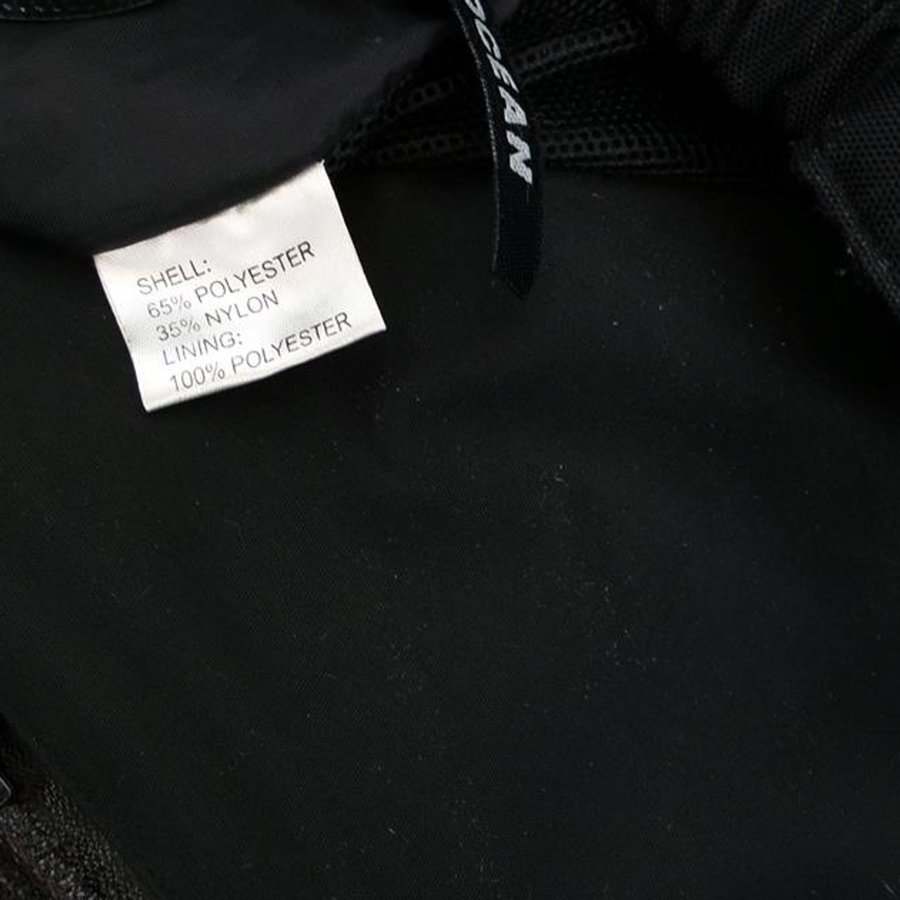 OCEAN
SHELL:
65% POLYESTER
35% NYLON
LINING:
100% POLYESTER